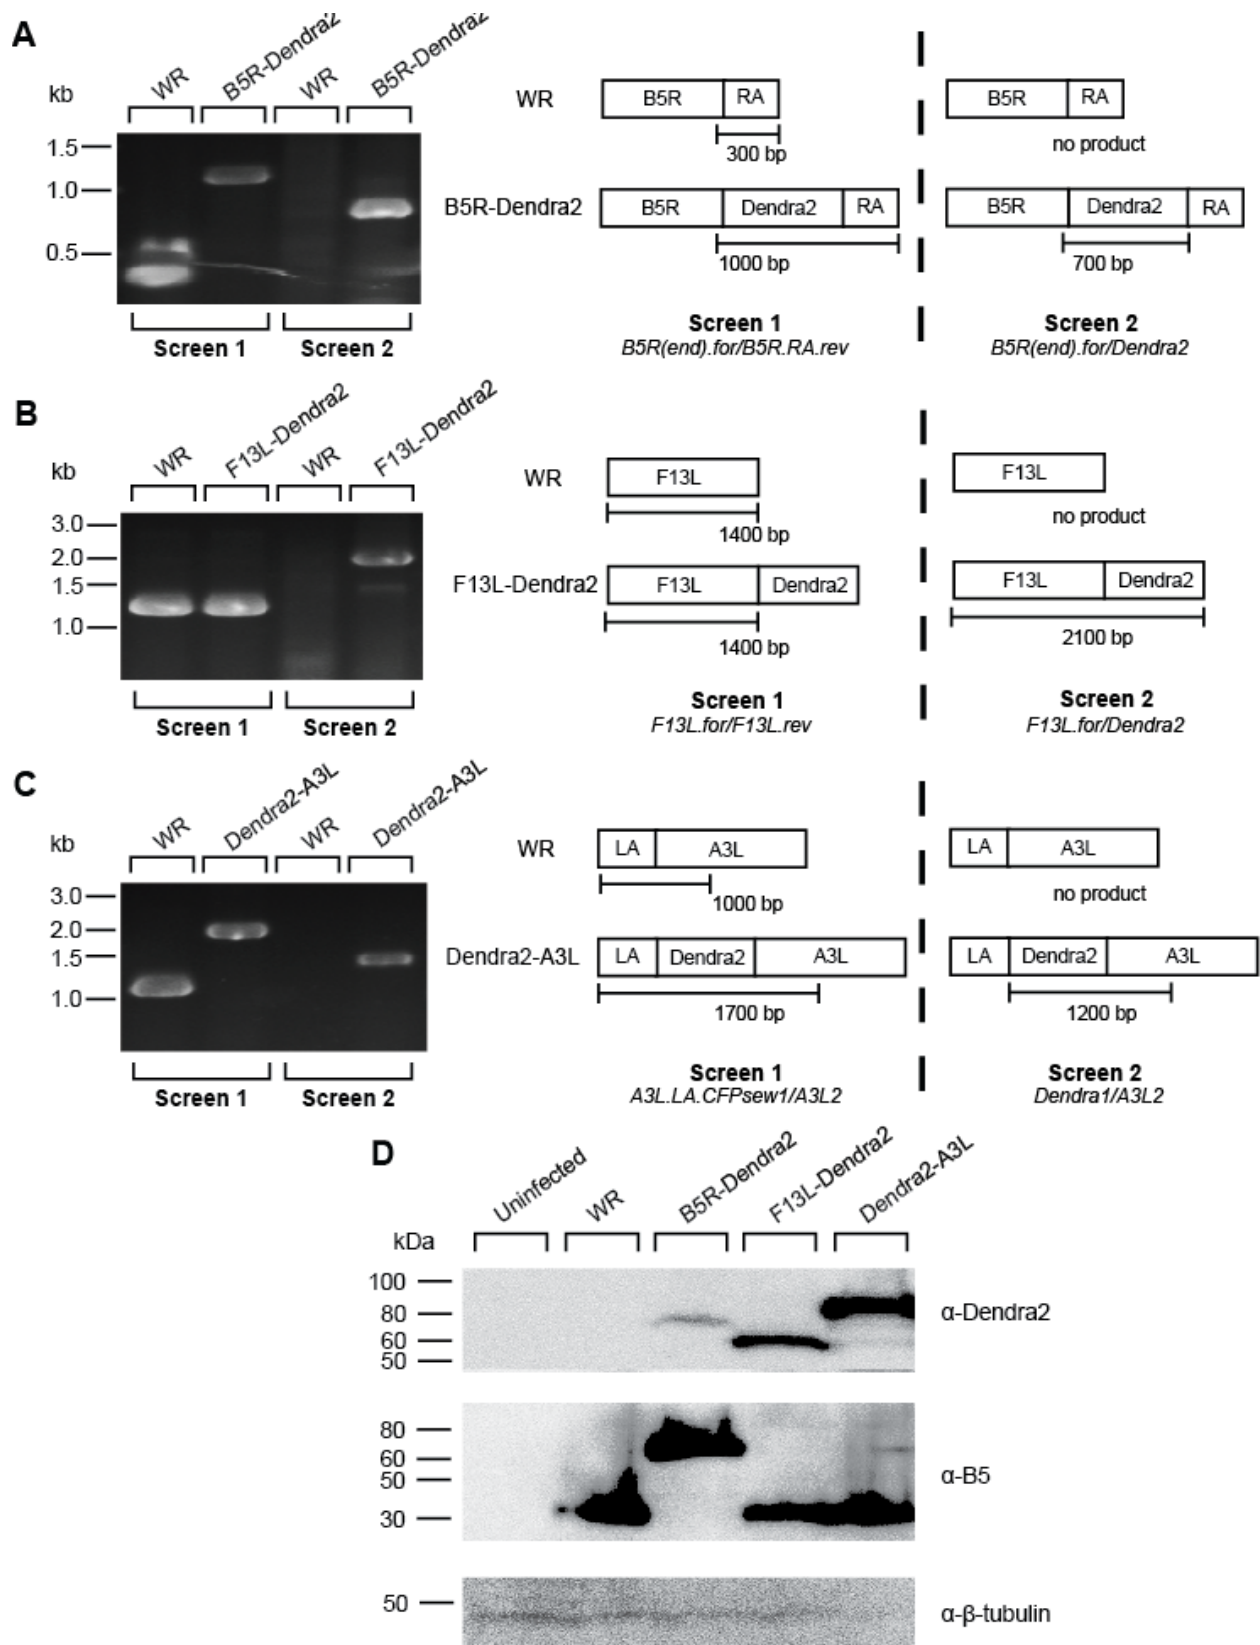 A
WR
B5R-Dendra2
WR
B5R-Dendra2
kb
1.5
1.0
0.5
Screen 1
Screen 2
WR
B5R
RA
300 bp
B5R
RA
no product
B5R-Dendra2
B5R
Dendra2
RA
1000 bp
B5R
Dendra2
RA
700 bp
Screen 1
B5R(end).for/B5R.RA.rev
Screen 2
B5R(end).for/Dendra2
B
WR
F13L-Dendra2
WR
F13L-Dendra2
kb
3.0
2.0
1.5
1.0
Screen 1
Screen 2
WR
F13L
1400 bp
F13L
no product
F13L-Dendra2
F13L
Dendra2
1400 bp
F13L
Dendra2
2100 bp
Screen 1
F13L.for/F13L.rev
Screen 2
F13L.for/Dendra2
C
WR
Dendra2-A3L
WR
Dendra2-A3L
kb
3.0
2.0
1.5
1.0
Screen 1
Screen 2
WR
LA
A3L
1000 bp
LA
A3L
no product
Dendra2-A3L
LA
Dendra2
A3L
1700 bp
LA
Dendra2
A3L
1200 bp
Screen 1
A3L.LA.CFPsew1/A3L2
Screen 2
Dendra1/A3L2
D
Uninfected
WR
B5R-Dendra2
F13L-Dendra2
Dendra2-A3L
kDa
100
80
60
50
α-Dendra2
80
60
50
30
α-B5
50
α-β-tubulin